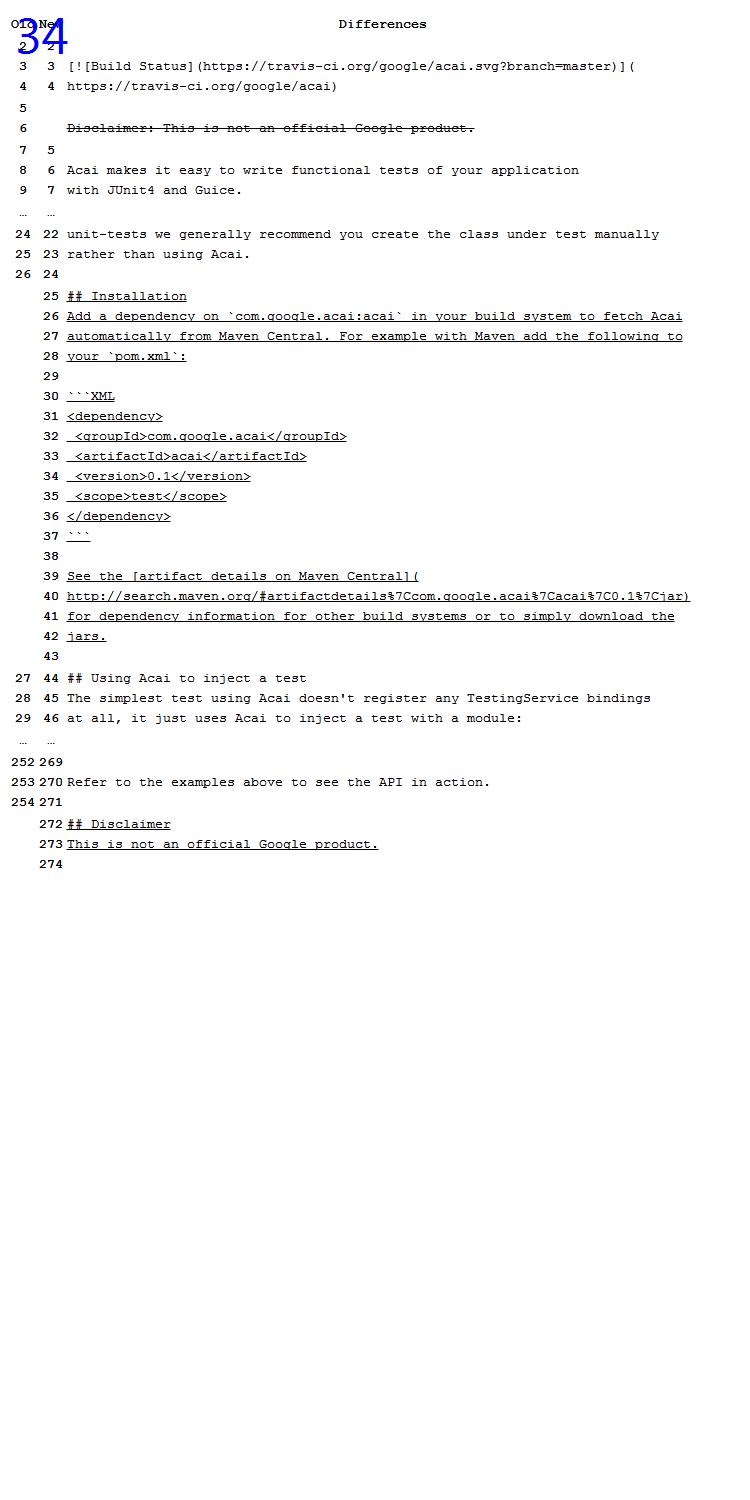 Old New Differences
34
2 2
3 3 [![Build Status](https://travis-ci.org/google/acai.svg?branch=master)](
4 4 https://travis-ci.org/google/acai)
5
6 Disclaimer: This is not an official Google product.
7 5
8 6 Acai makes it easy to write functional tests of your application
9 7 with JUnit4 and Guice.
… …
24 22 unit-tests we generally recommend you create the class under test manually
25 23 rather than using Acai.
26 24
25 ## Installation
26 Add a dependency on `com.google.acai:acai` in your build system to fetch Acai
27 automatically from Maven Central. For example with Maven add the following to
28 your `pom.xml`:
29
30 ```XML
31 <dependency>
32  <groupId>com.google.acai</groupId>
33  <artifactId>acai</artifactId>
34  <version>0.1</version>
35  <scope>test</scope>
36 </dependency>
37 ```
38
39 See the [artifact details on Maven Central](
40 http://search.maven.org/#artifactdetails%7Ccom.google.acai%7Cacai%7C0.1%7Cjar)
41 for dependency information for other build systems or to simply download the
42 jars.
43
27 44 ## Using Acai to inject a test
28 45 The simplest test using Acai doesn't register any TestingService bindings
29 46 at all, it just uses Acai to inject a test with a module:
… …
252 269
253 270 Refer to the examples above to see the API in action.
254 271
272 ## Disclaimer
273 This is not an official Google product.
274